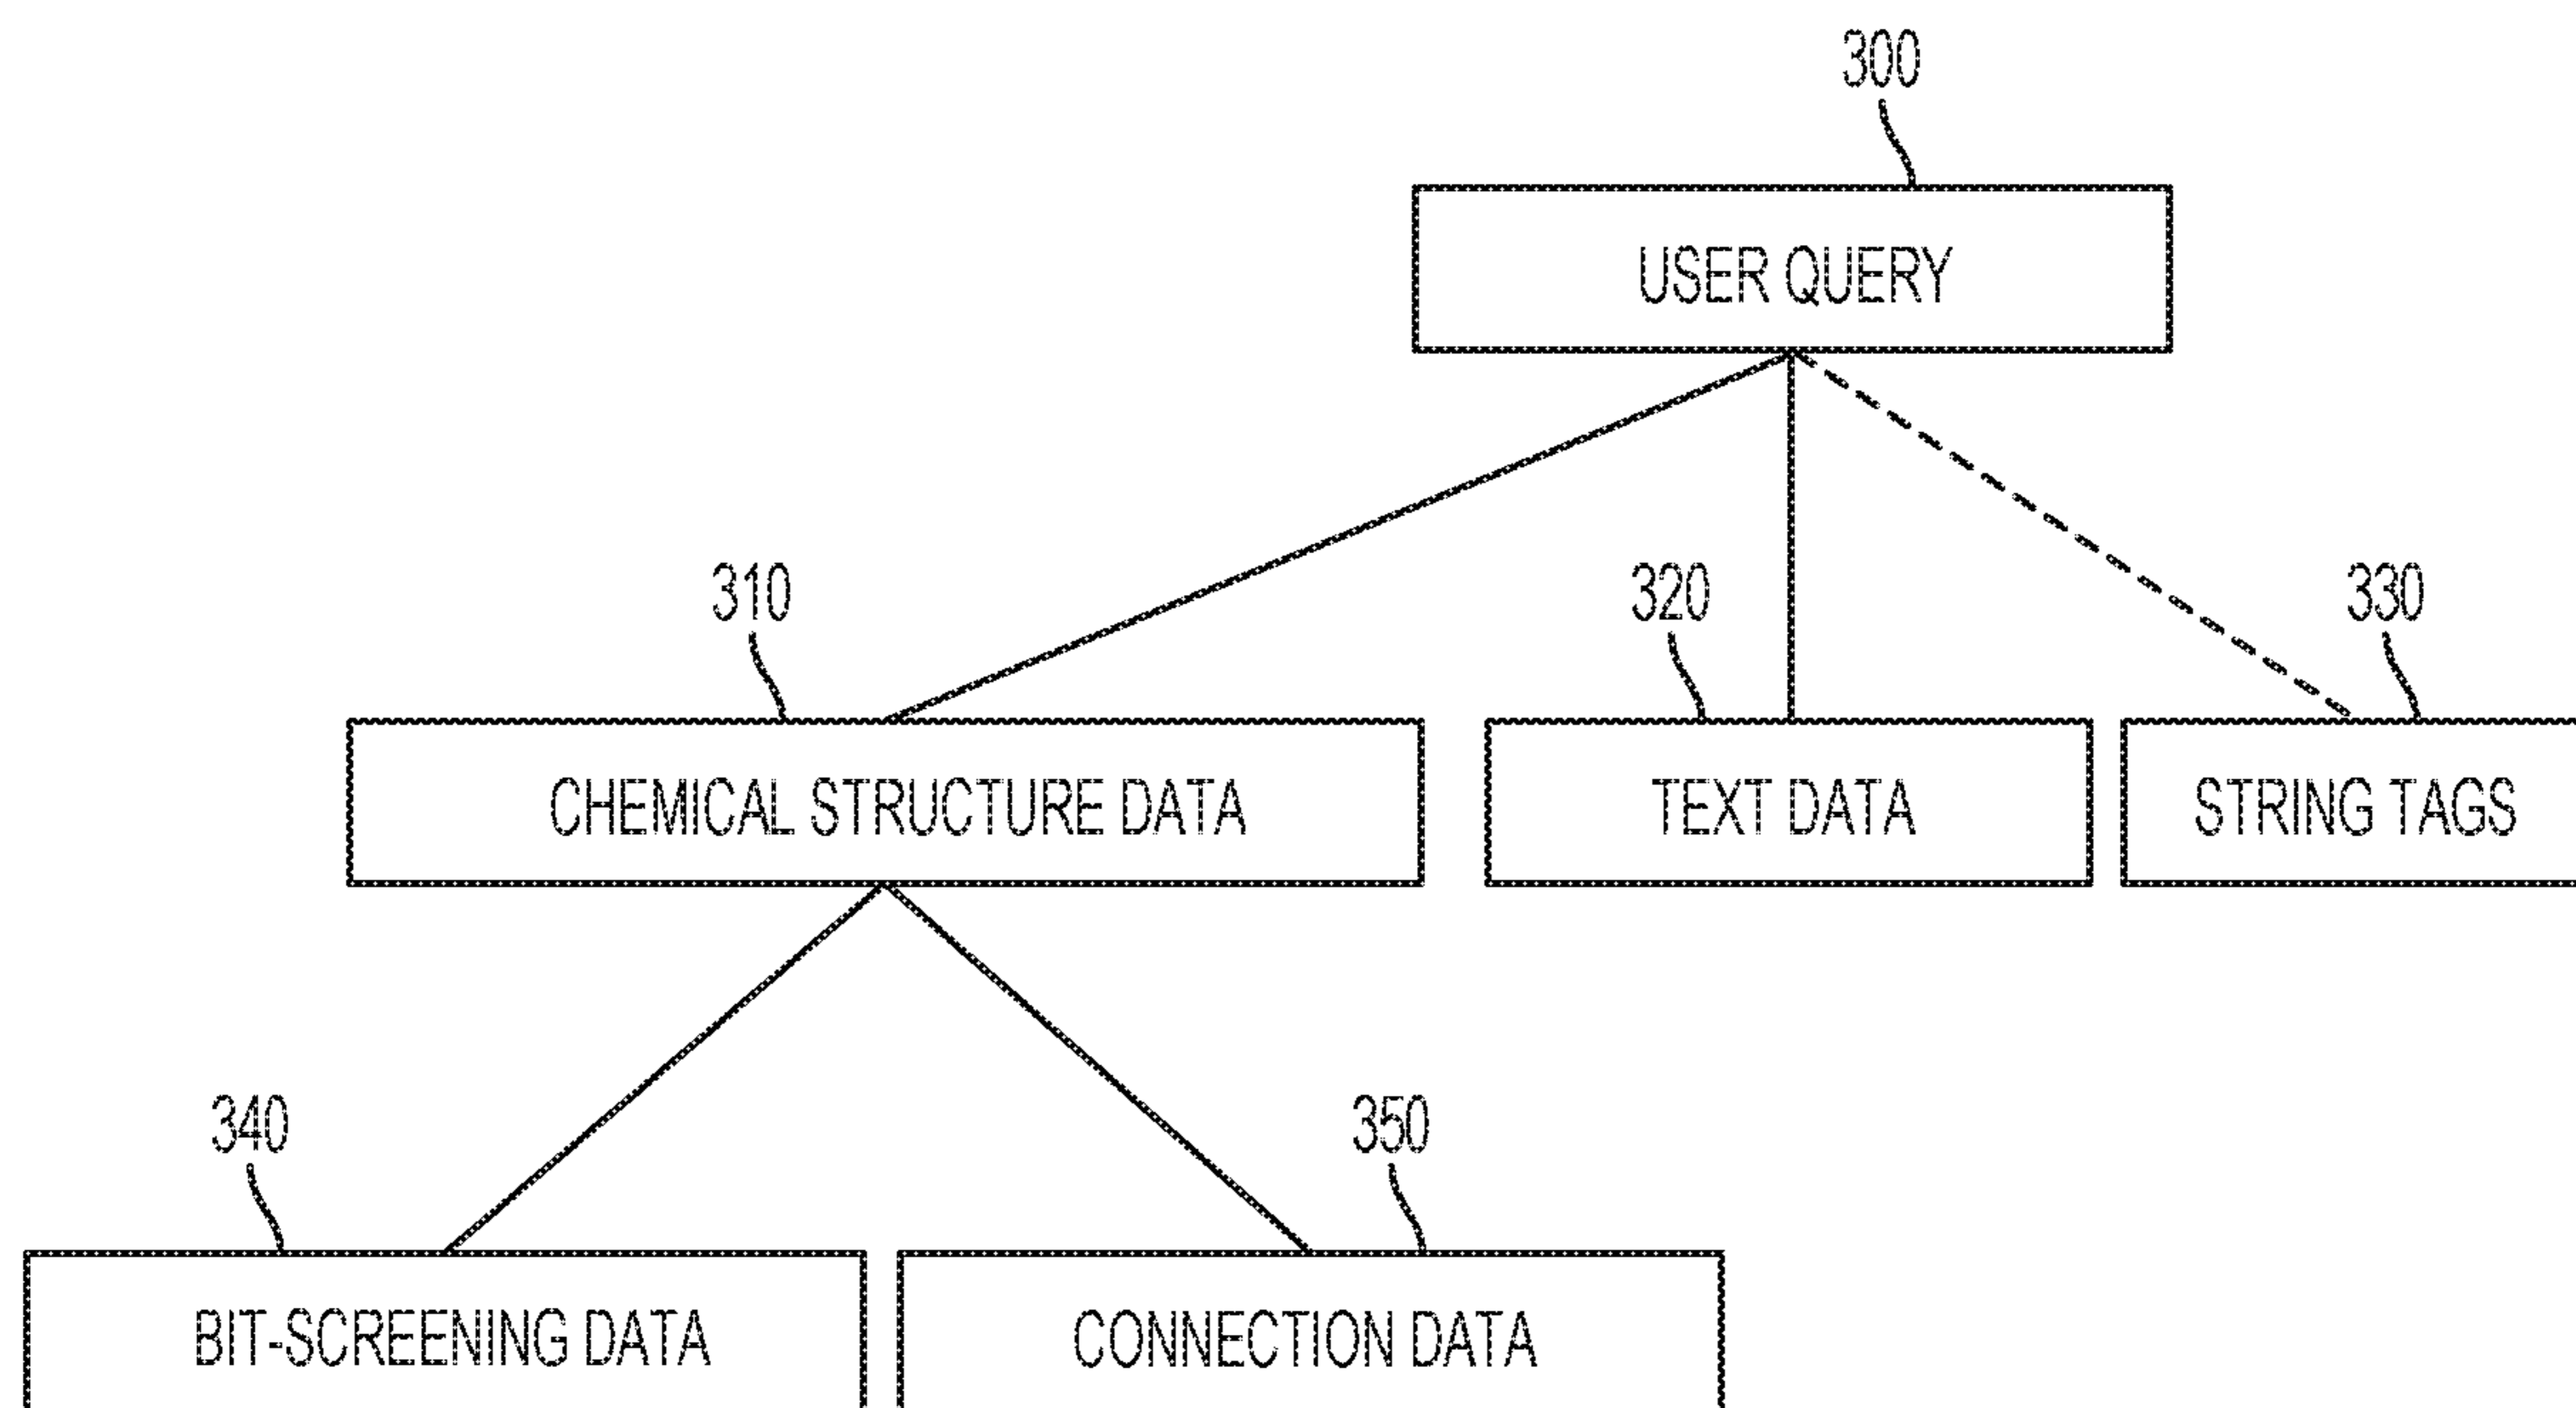 300
USER QUERY
310
320
330
CHEMICAL STRUCTURE DATA
TEXT DATA
STRING TAGS
340
350
BIT-SCREENING DATA
CONNECTION DATA